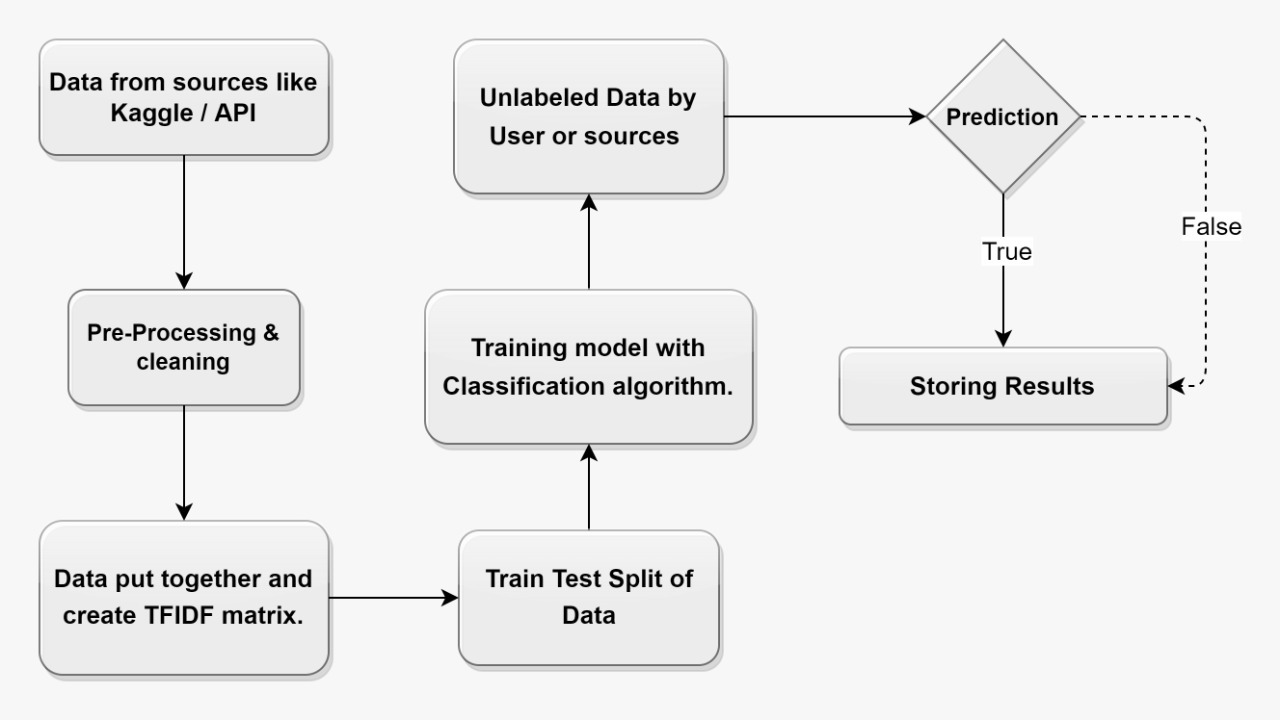 Data from sources like
Kaggle / API
Pre-Processing &
cleaning
Data put together and
create TFIDF matrix.
Train Test Split of
Data
Training model with
Classification algorithm.
Unlabeled Data by
User or sources
Prediction
True
False
Storing Results